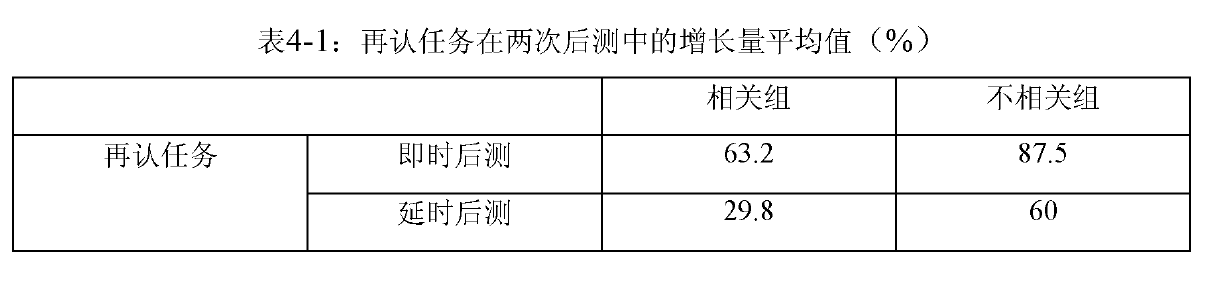 表4-1：再认任务在两次后测中的增长量平均值（%）
相关组 不相关组
再认任务 即时后测 63.2 87.5
延时后测 29.8 60